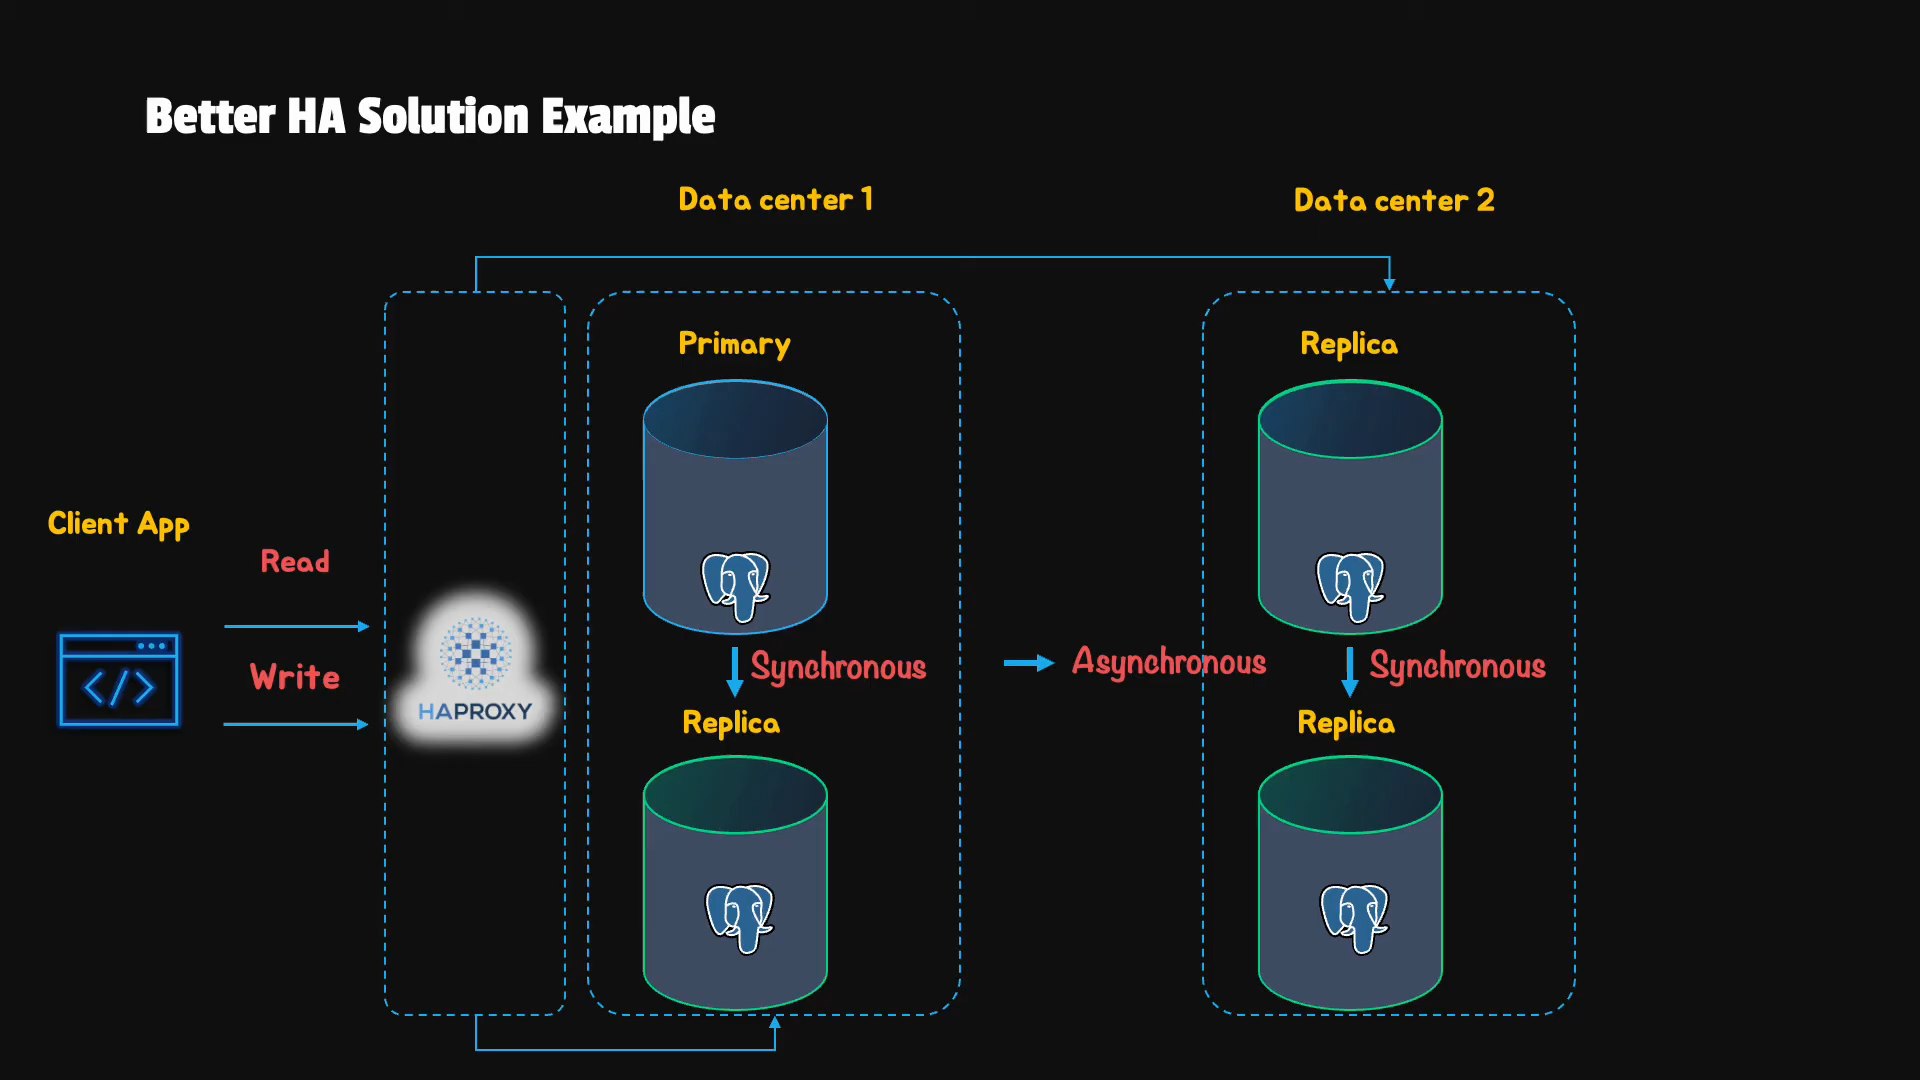 Better HA Solution Example
Data center 1
Data center 2
Primary
Replica
Client App
Read
Write
HAPROXY
Synchronous
Asynchronous
Synchronous
Replica
Replica